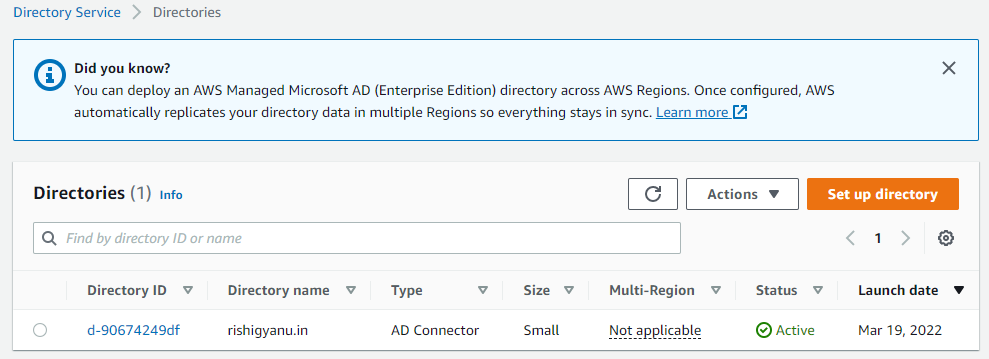 Directory Service > Directories
Did you know?
You can deploy an AWS Managed Microsoft AD (Enterprise Edition) directory across AWS Regions. Once configured, AWS
automatically replicates your directory data in multiple Regions so everything stays in sync. Learn more
Directories (1) Info
Actions
Set up directory
Find by directory ID or name
1
Directory ID Directory name Type Size Multi-Region Status Launch date
d-90674249df rishigyanu.in AD Connector Small Not applicable Active Mar 19, 2022